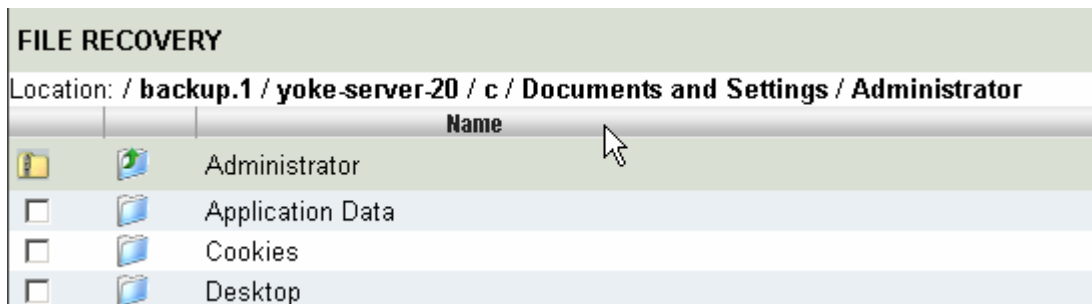 FILE RECOVERY
Location: / backup.1 / yoke-server-20 / c / Documents and Settings / Administrator
Name
Administrator
Application Data
Cookies
Desktop